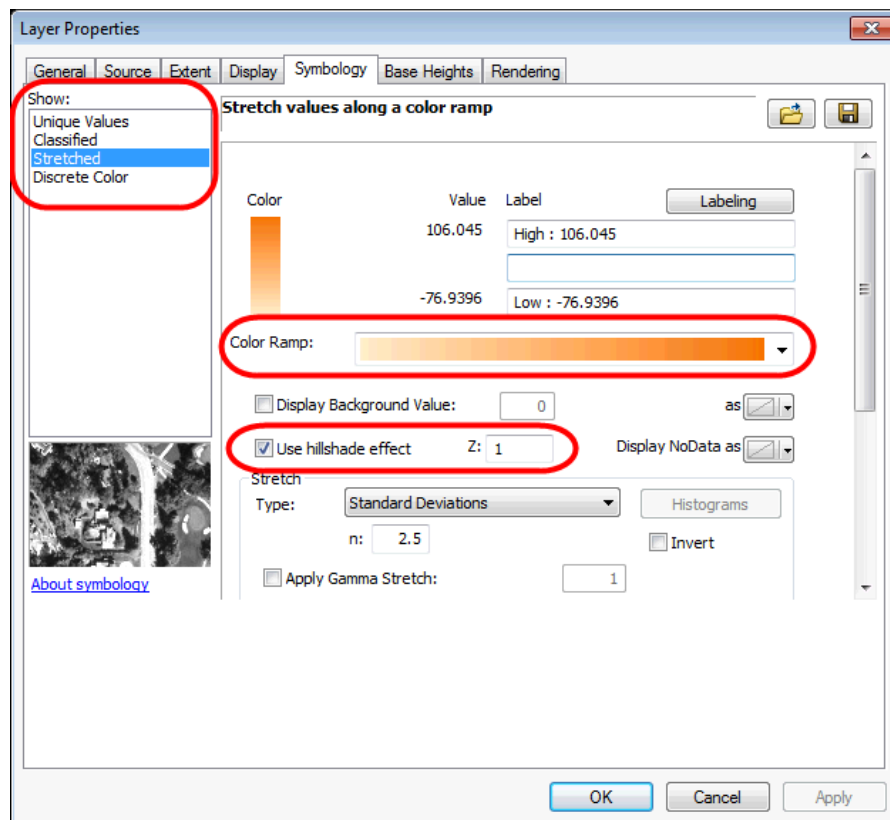 Layer Properties
General Source Extent Display Symbology Base Heights Rendering
Show:
Unique Values
Classified
Stretched
Discrete Color
Stretch values along a color ramp
Color Value Label Labeling
106.045 High : 106.045
-76.9396 Low : -76.9396
Color Ramp:
Display Background Value: 0 as
Use hillshade effect Z: 1 Display NoData as
Stretch
Type: Standard Deviations Histograms
n: 2.5 Invert
Apply Gamma Stretch: 1
About symbology
OK Cancel Apply